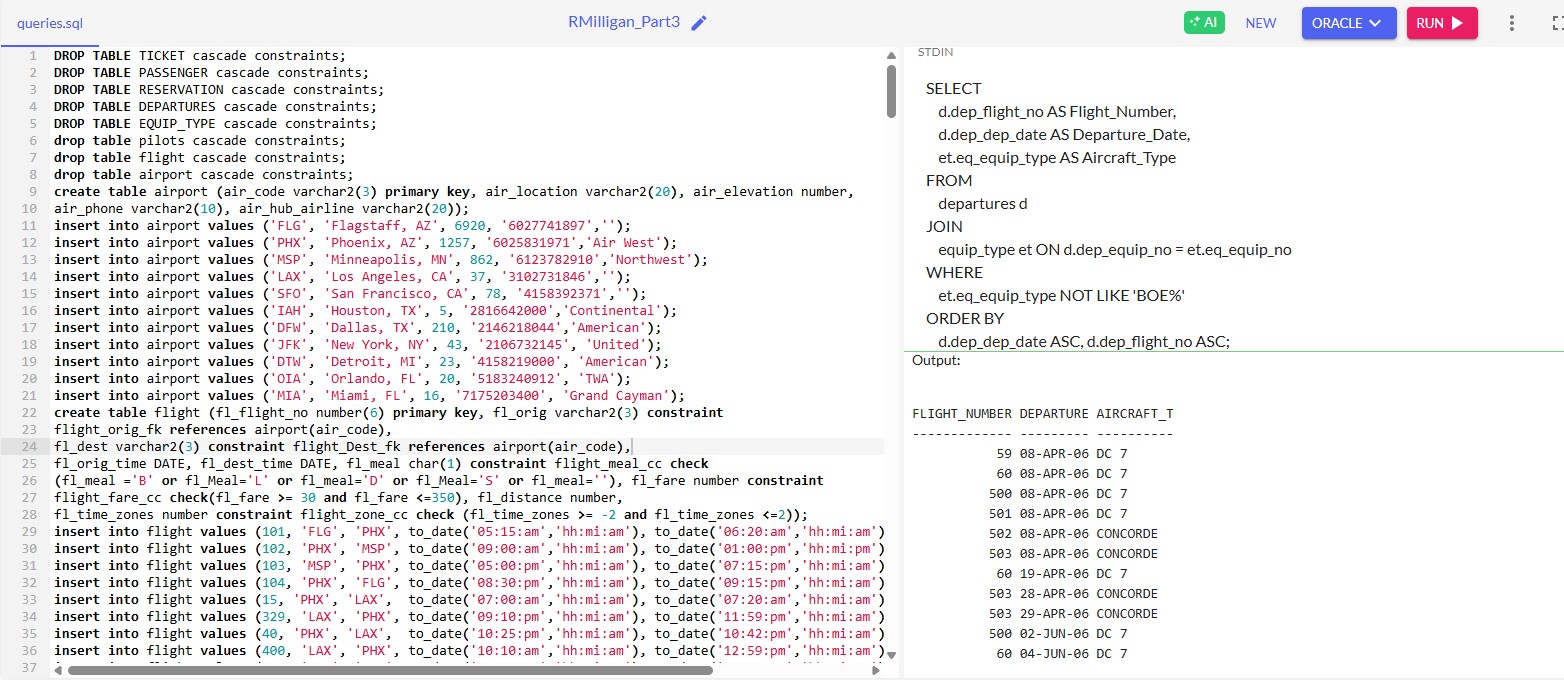 queries.sql
RMilligan_Part3
AI
NEW
ORACLE
RUN
1 DROP TABLE TICKET cascade constraints;
2 DROP TABLE PASSENGER cascade constraints;
3 DROP TABLE RESERVATION cascade constraints;
4 DROP TABLE DEPARTURES cascade constraints;
5 DROP TABLE EQUIP_TYPE cascade constraints;
6 drop table pilots cascade constraints;
7 drop table flight cascade constraints;
8 drop table airport cascade constraints;
9 create table airport (air_code varchar2(3) primary key, air_location varchar2(20), air_elevation number,
10 air_phone varchar2(10), air_hub_airline varchar2(20));
11 insert into airport values ('FLG', 'Flagstaff, AZ', 6920, '6027741897','');
12 insert into airport values ('PHX', 'Phoenix, AZ', 1257, '6025831971','Air West');
13 insert into airport values ('MSP', 'Minneapolis, MN', 862, '6123782910','Northwest');
14 insert into airport values ('LAX', 'Los Angeles, CA', 37, '3102731846','');
15 insert into airport values ('SFO', 'San Francisco, CA', 78, '4158392371','');
16 insert into airport values ('IAH', 'Houston, TX', 5, '2816642000','Continental');
17 insert into airport values ('DFW', 'Dallas, TX', 210, '2146218044','American');
18 insert into airport values ('JFK', 'New York, NY', 43, '2106732145', 'United');
19 insert into airport values ('DTW', 'Detroit, MI', 23, '4158219000', 'American');
20 insert into airport values ('OIA', 'Orlando, FL', 20, '5183240912', 'TWA');
21 insert into airport values ('MIA', 'Miami, FL', 16, '7175203400', 'Grand Cayman');
22 create table flight (fl_flight_no number(6) primary key, fl_orig varchar2(3) constraint
23 flight_orig_fk references airport(air_code),
24 fl_dest varchar2(3) constraint flight_Dest_fk references airport(air_code),
25 fl_orig_time DATE, fl_dest_time DATE, fl_meal char(1) constraint flight_meal_cc check
26 (fl_meal ='B' or fl_Meal='L' or fl_meal='D' or fl_Meal='S' or fl_meal=''), fl_fare number constraint
27 flight_fare_cc check(fl_fare >= 30 and fl_fare <=350), fl_distance number,
28 fl_time_zones number constraint flight_zone_cc check (fl_time_zones >= -2 and fl_time_zones <=2));
29 insert into flight values (101, 'FLG', 'PHX', to_date('05:15:am','hh:mi:am'), to_date('06:20:am','hh:mi:am')
30 insert into flight values (102, 'PHX', 'MSP', to_date('09:00:am','hh:mi:am'), to_date('01:00:pm','hh:mi:pm')
31 insert into flight values (103, 'MSP', 'PHX', to_date('05:00:pm','hh:mi:am'), to_date('07:15:pm','hh:mi:am')
32 insert into flight values (104, 'PHX', 'FLG', to_date('08:30:pm','hh:mi:am'), to_date('09:15:pm','hh:mi:am')
33 insert into flight values (15, 'PHX', 'LAX', to_date('07:00:am','hh:mi:am'), to_date('07:20:am','hh:mi:am')
34 insert into flight values (329, 'LAX', 'PHX', to_date('09:10:pm','hh:mi:am'), to_date('11:59:pm','hh:mi:am')
35 insert into flight values (40, 'PHX', 'LAX', to_date('10:25:pm','hh:mi:am'), to_date('10:42:pm','hh:mi:am')
36 insert into flight values (400, 'LAX', 'PHX', to_date('10:10:am','hh:mi:am'), to_date('12:59:pm','hh:mi:am')
37
STDIN
SELECT
d.dep_flight_no AS Flight_Number,
d.dep_dep_date AS Departure_Date,
et.eq_equip_type AS Aircraft_Type
FROM
departures d
JOIN
equip_type et ON d.dep_equip_no = et.eq_equip_no
WHERE
et.eq_equip_type NOT LIKE 'BOE%'
ORDER BY
d.dep_dep_date ASC, d.dep_flight_no ASC;
Output:
FLIGHT_NUMBER DEPARTURE AIRCRAFT_T
------------- --------- ----------
59 08-APR-06 DC 7
60 08-APR-06 DC 7
500 08-APR-06 DC 7
501 08-APR-06 DC 7
502 08-APR-06 CONCORDE
503 08-APR-06 CONCORDE
60 19-APR-06 DC 7
503 28-APR-06 CONCORDE
503 29-APR-06 CONCORDE
500 02-JUN-06 DC 7
60 04-JUN-06 DC 7